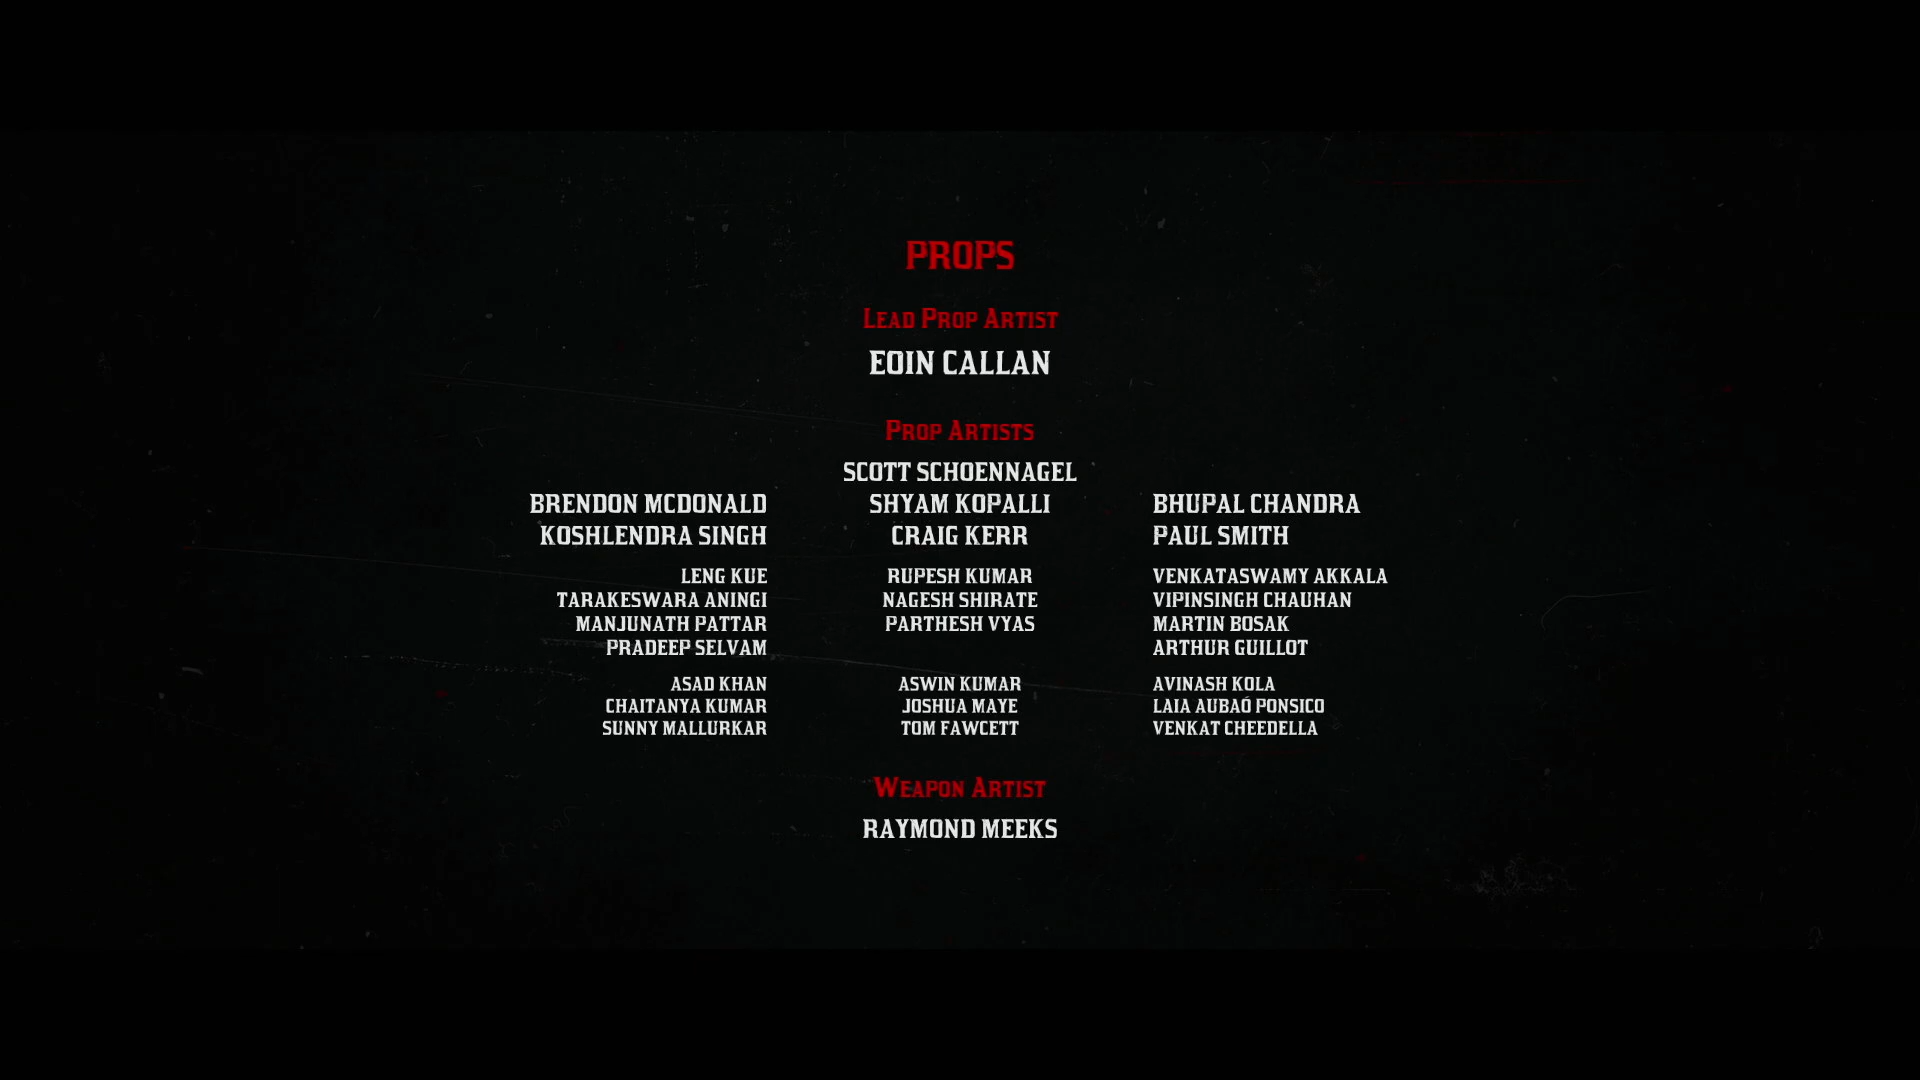 PROPS
LEAD PROP ARTIST
EOIN CALLAN
PROP ARTISTS
SCOTT SCHOENNAGEL
BRENDON MCDONALD SHYAM KOPALLI BHUPAL CHANDRA
KOSHLENDRA SINGH CRAIG KERR PAUL SMITH
LENG KUE RUPESH KUMAR VENKATASWAMY AKKALA
TARAKESWARA ANINGI NAGESH SHIRATE VIPINSINGH CHAUHAN
MANJUNATH PATTAR PARTHESH VYAS MARTIN BOSAK
PRADEEP SELVAM ARTHUR GUILLOT
ASAD KHAN ASWIN KUMAR AVINASH KOLA
CHAITANYA KUMAR JOSHUA MAYE LAIA AUBAÓ PONSICO
SUNNY MALLURKAR TOM FAWCETT VENKAT CHEEDELLA
WEAPON ARTIST
RAYMOND MEEKS